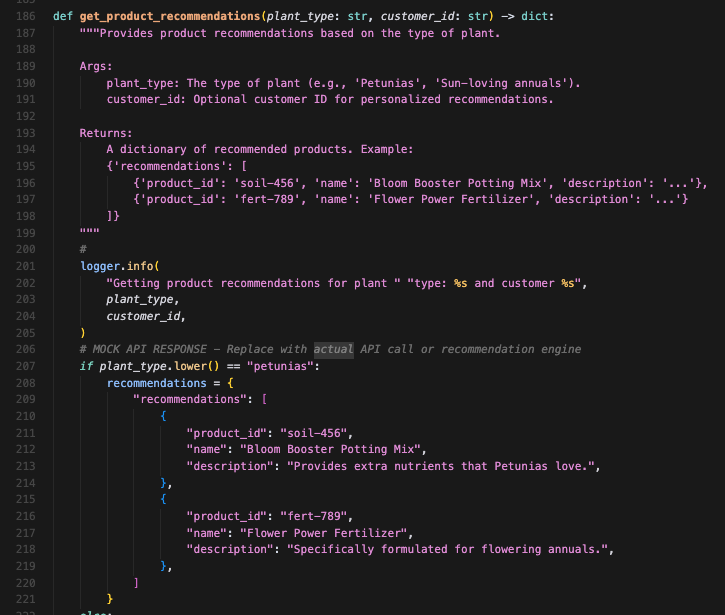 186 def get_product_recommendations(plant_type: str, customer_id: str) -> dict:
187 """Provides product recommendations based on the type of plant.
188
189 Args:
190 plant_type: The type of plant (e.g., 'Petunias', 'Sun-loving annuals').
191 customer_id: Optional customer ID for personalized recommendations.
192
193 Returns:
194 A dictionary of recommended products. Example:
195 {'recommendations': [
196 {'product_id': 'soil-456', 'name': 'Bloom Booster Potting Mix', 'description': '...'},
197 {'product_id': 'fert-789', 'name': 'Flower Power Fertilizer', 'description': '...'}
198 ]}
199 """
200 #
201 logger.info(
202 "Getting product recommendations for plant " "type: %s and customer %s",
203 plant_type,
204 customer_id,
205 )
206 # MOCK API RESPONSE - Replace with actual API call or recommendation engine
207 if plant_type.lower() == "petunias":
208 recommendations = {
209 "recommendations": [
210 {
211 "product_id": "soil-456",
212 "name": "Bloom Booster Potting Mix",
213 "description": "Provides extra nutrients that Petunias love.",
214 },
215 {
216 "product_id": "fert-789",
217 "name": "Flower Power Fertilizer",
218 "description": "Specifically formulated for flowering annuals.",
219 },
220 ]
221 }